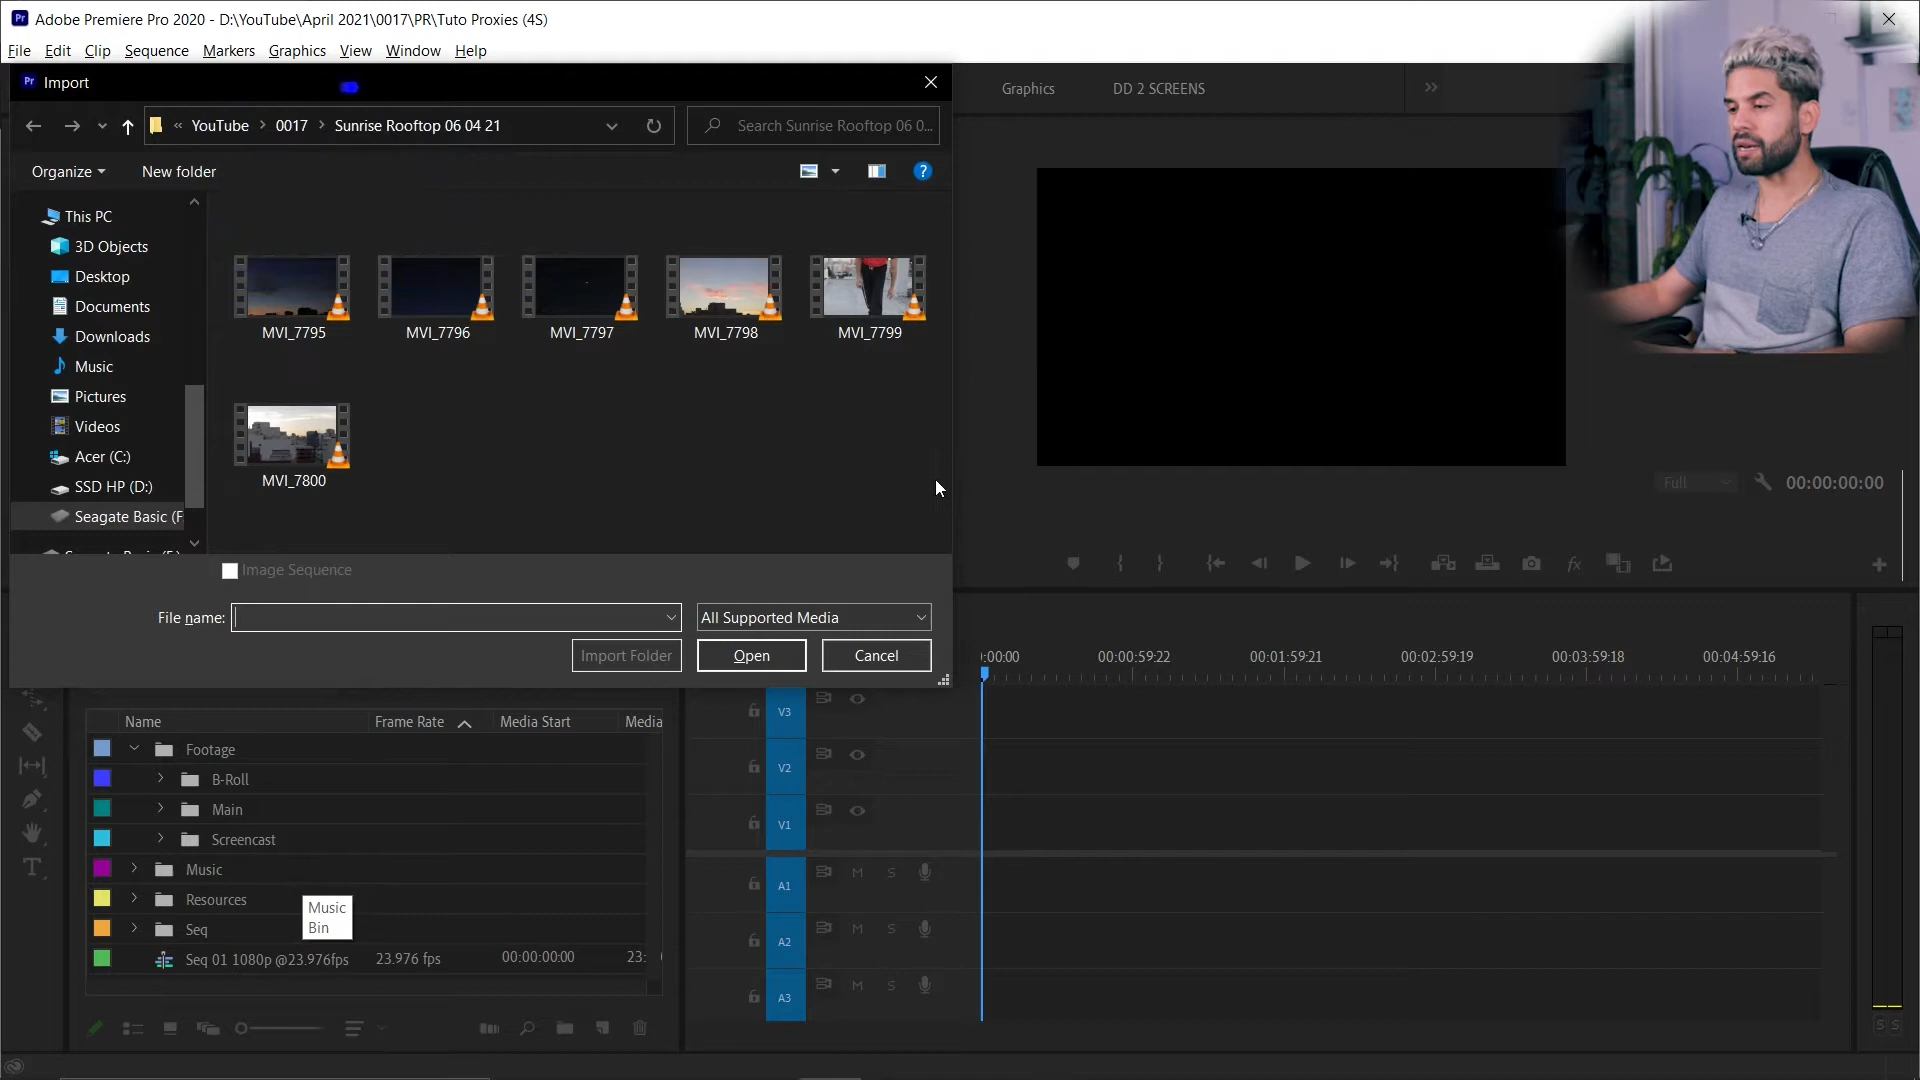 Pr Adobe Premiere Pro 2020 - D:\YouTube\April 2021\0017\PR\Tuto Proxies (4S)
File Edit Clip Sequence Markers Graphics View Window Help
Pr Import
Graphics DD 2 SCREENS
« YouTube > 0017 > Sunrise Rooftop 06 04 21
Search Sunrise Rooftop 06 0...
Organize New folder ?
This PC
3D Objects
Desktop
Documents
Downloads
Music
Pictures
Videos
Acer (C:)
SSD HP (D:)
Seagate Basic (F
MVI_7795 MVI_7796 MVI_7797 MVI_7798 MVI_7799
MVI_7800
Full 00:00:00:00
Image Sequence
File name: All Supported Media
Import Folder Open Cancel
:00:00 00:00:59:22 00:01:59:21 00:02:59:19 00:03:59:18 00:04:59:16
Name Frame Rate Media Start Media
Footage
B-Roll
Main
Screencast
Music
Resources
Music
Bin
Seq
Seq 01 1080p @23.976fps 23.976 fps 00:00:00:00 23:
V3
V2
V1
A1 M S
A2 M S
A3 M S
S S
fx
T